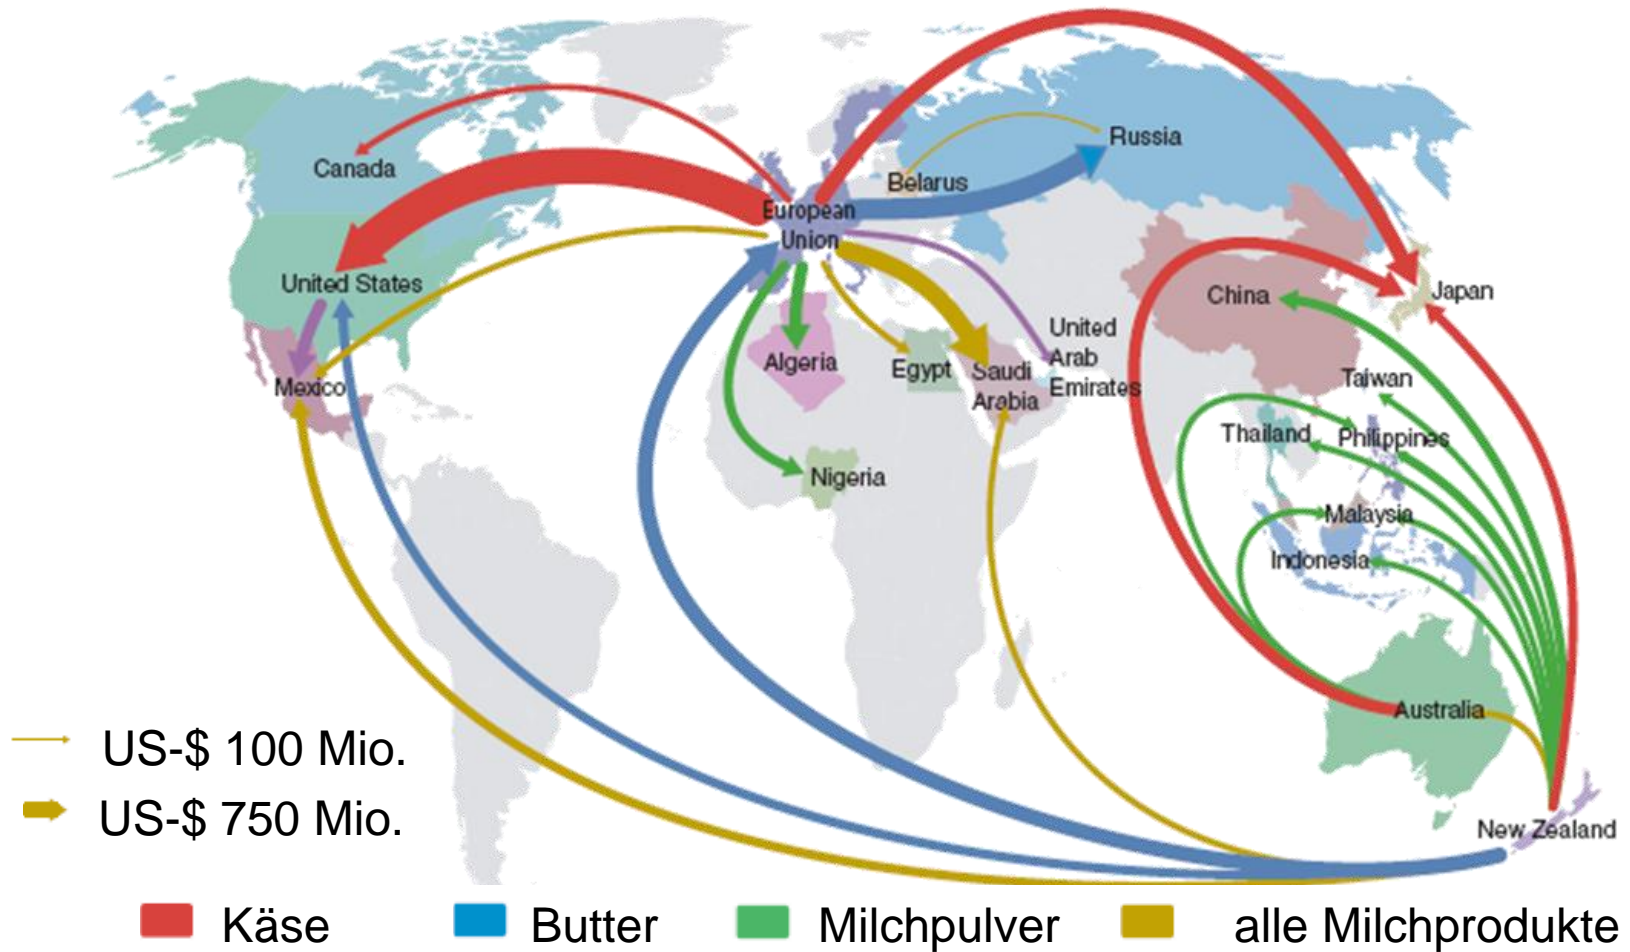 Russia
Canada
Belarus
European
Union
United States
China
Japan
United
Arab
Emirates
Algeria
Egypt
Saudi
Arabia
Mexico
Taiwan
Thailand
Philippines
Nigeria
Malaysia
Indonesia
Australia
New Zealand
US-$ 100 Mio.
US-$ 750 Mio.
Käse
Butter
Milchpulver
alle Milchprodukte